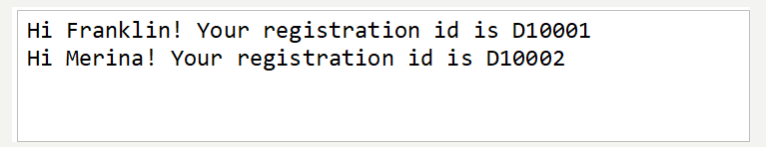 Hi Franklin! Your registration id is D10001
Hi Merina! Your registration id is D10002